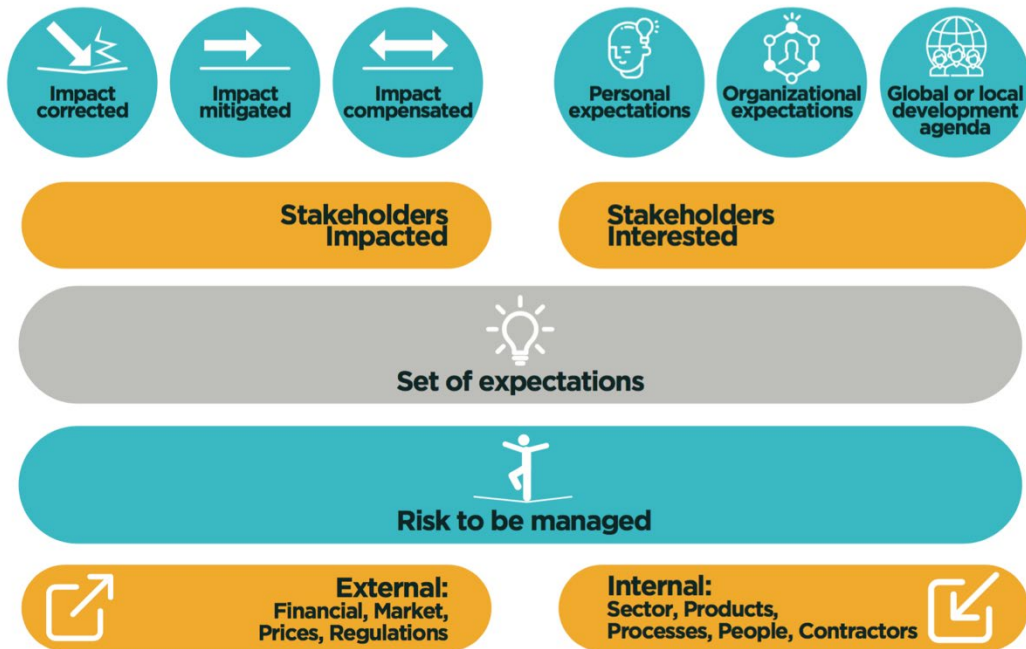 Impact
corrected
Impact
mitigated
Impact
compensated
Personal
expectations
Organizational
expectations
Global or local
development
agenda
Stakeholders
Impacted
Stakeholders
Interested
Set of expectations
Risk to be managed
External:
Financial, Market,
Prices, Regulations
Internal:
Sector, Products,
Processes, People, Contractors